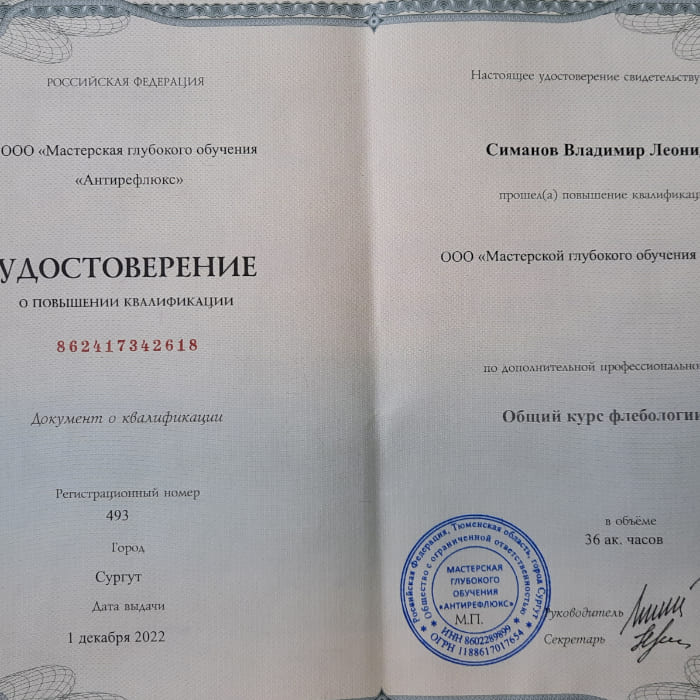 РОССИЙСКАЯ ФЕДЕРАЦИЯ
ООО «Мастерская глубокого обучения
«Антирефлюкс»
УДОСТОВЕРЕНИЕ
О ПОВЫШЕНИИ КВАЛИФИКАЦИИ
862417342618
Документ о квалификации
Регистрационный номер
493
Город
Сургут
Дата выдачи
1 декабря 2022
Настоящее удостоверение свидетельству
Симанов Владимир Леони
прошел(а) повышение квалификац
ООО «Мастерской глубокого обучения
по дополнительной профессионально
Общий курс флебологии
в объёме
36 ак. часов
Российская Федерация, Тюменская область, город Сургут
Общество с ограниченной ответственностью
МАСТЕРСКАЯ
ГЛУБОКОГО
ОБУЧЕНИЯ
«АНТИРЕФЛЮКС»
М.П.
ИНН 8602289899
ОГРН 1188617017654
Руководитель
Секретарь